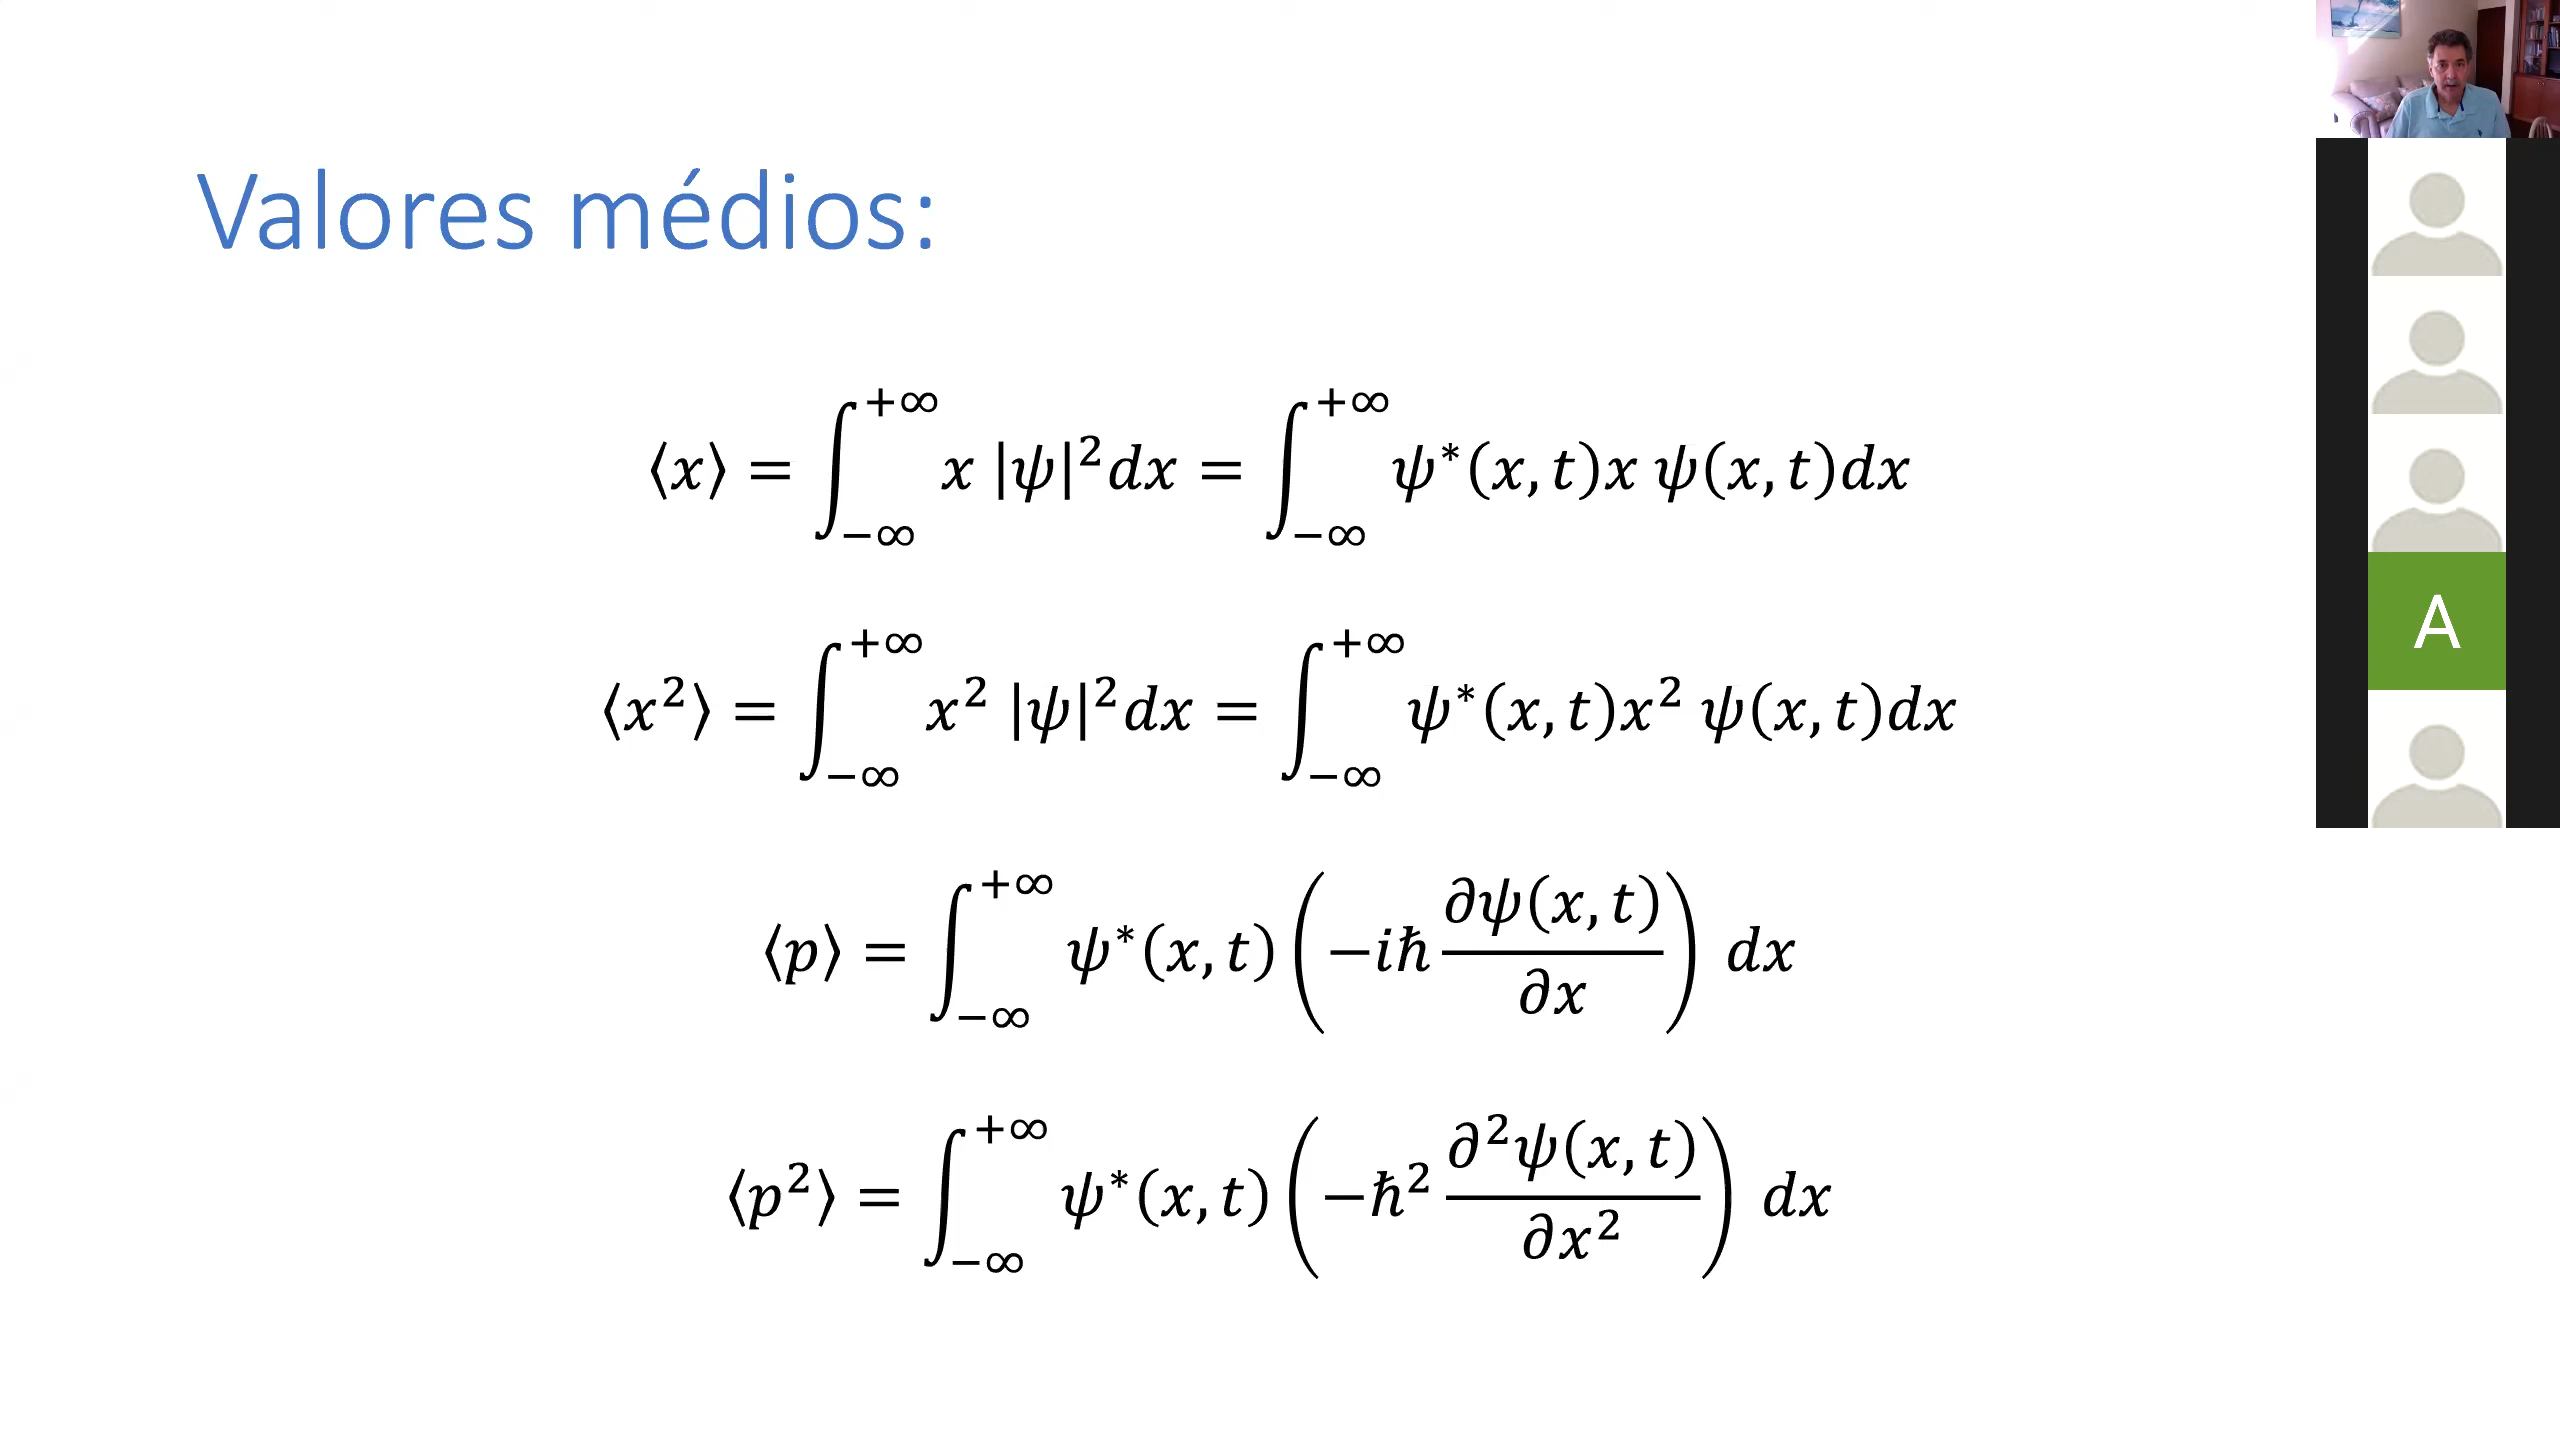 Valores médios:
⟨x⟩ = ∫_{-∞}^{+∞} x |ψ|² dx = ∫_{-∞}^{+∞} ψ*(x, t)x ψ(x, t)dx
⟨x²⟩ = ∫_{-∞}^{+∞} x² |ψ|² dx = ∫_{-∞}^{+∞} ψ*(x, t)x² ψ(x, t)dx
⟨p⟩ = ∫_{-∞}^{+∞} ψ*(x, t) (−iħ ∂ψ(x, t)/∂x) dx
⟨p²⟩ = ∫_{-∞}^{+∞} ψ*(x, t) (−ħ² ∂²ψ(x, t)/∂x²) dx
A